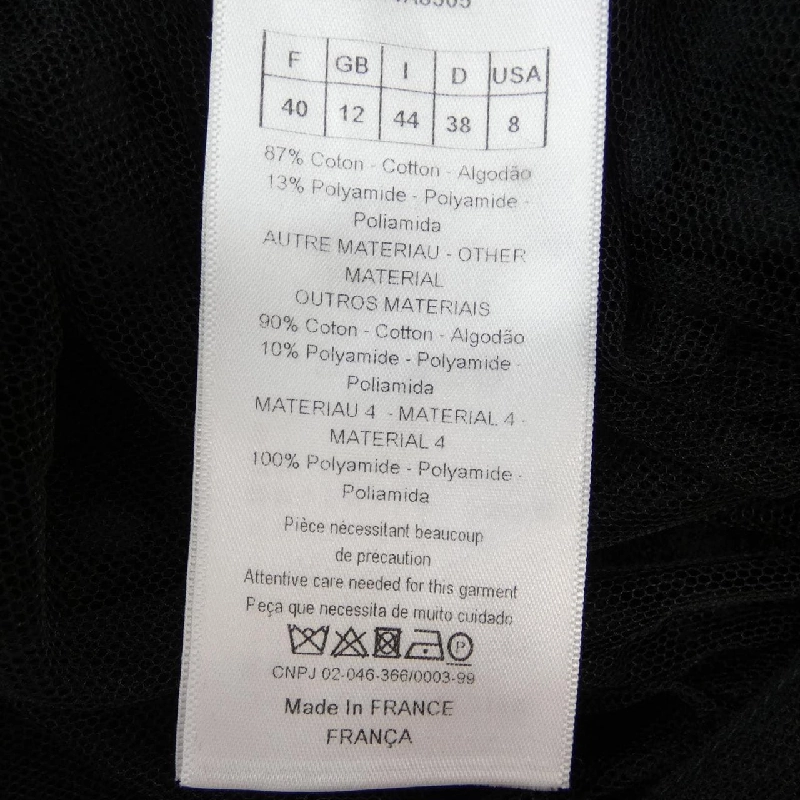 F GB I D USA
40 12 44 38 8
87% Coton - Cotton - Algodão
13% Polyamide - Polyamide -
Poliamida
AUTRE MATERIAU - OTHER
MATERIAL
OUTROS MATERIAIS
90% Coton - Cotton - Algodão
10% Polyamide - Polyamide -
Poliamida
MATERIAU 4 - MATERIAL 4 -
MATERIAL 4
100% Polyamide - Polyamide -
Poliamida
Pièce nécessitant beaucoup
de precaution
Attentive care needed for this garment
Peça que necessita de muito cuidado
P
CNPJ 02-046-366/0003-99
Made In FRANCE
FRANÇA